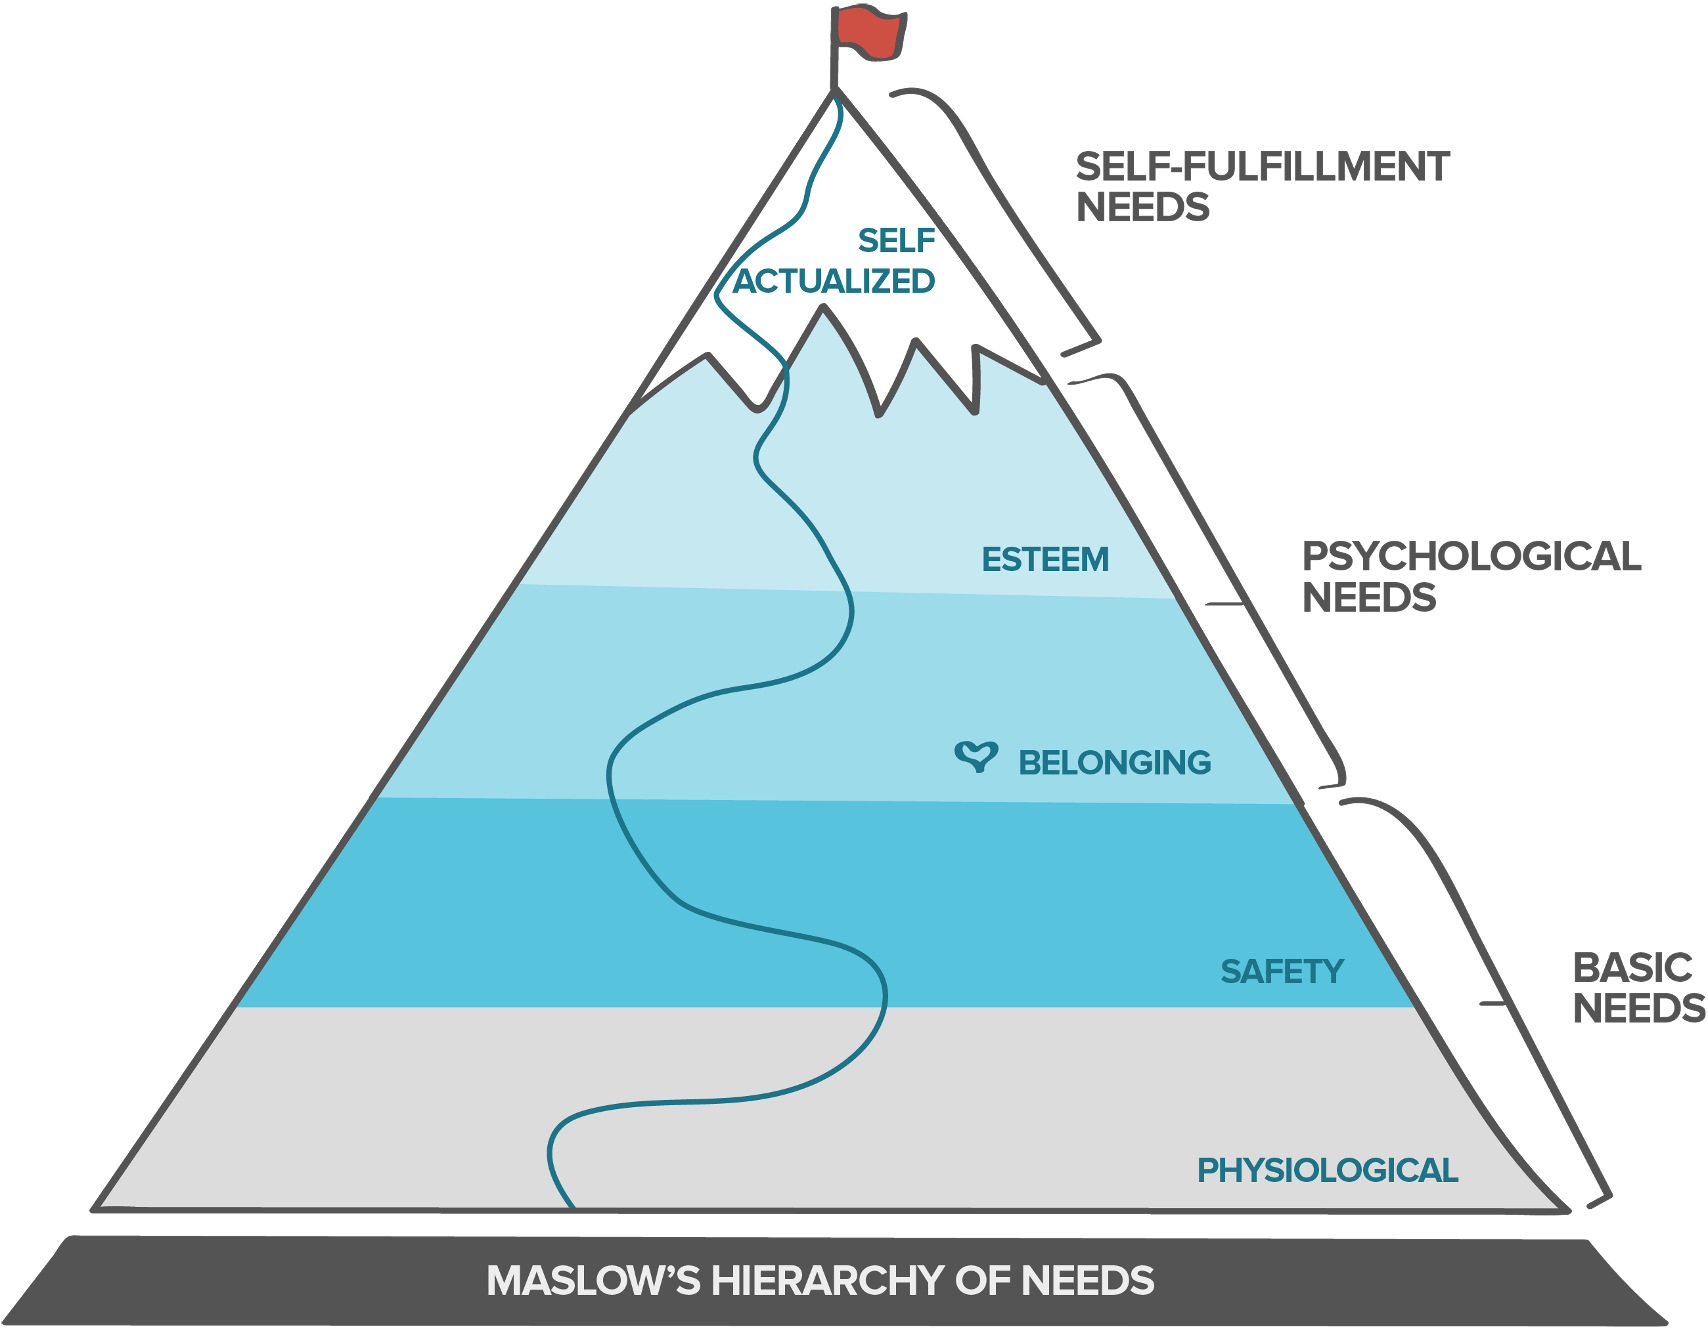 SELF-FULFILLMENT
NEEDS
SELF
ACTUALIZED
PSYCHOLOGICAL
NEEDS
ESTEEM
BELONGING
BASIC
NEEDS
SAFETY
PHYSIOLOGICAL
MASLOW'S HIERARCHY OF NEEDS